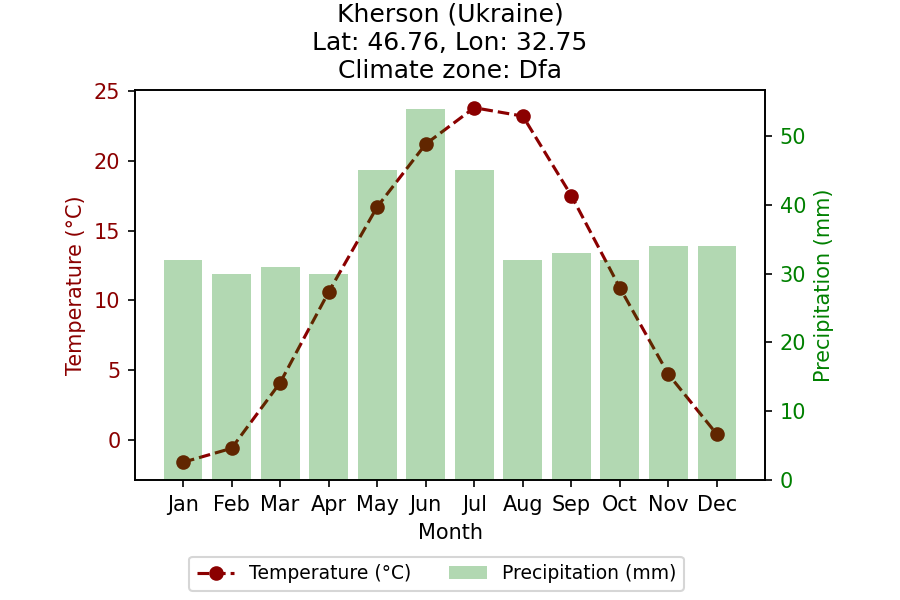 Kherson (Ukraine)
Lat: 46.76, Lon: 32.75
Climate zone: Dfa
25
20
15
10
5
0
Temperature (°C)
50
40
30
20
10
0
Precipitation (mm)
Jan Feb Mar Apr May Jun Jul Aug Sep Oct Nov Dec
Month
Temperature (°C) Precipitation (mm)